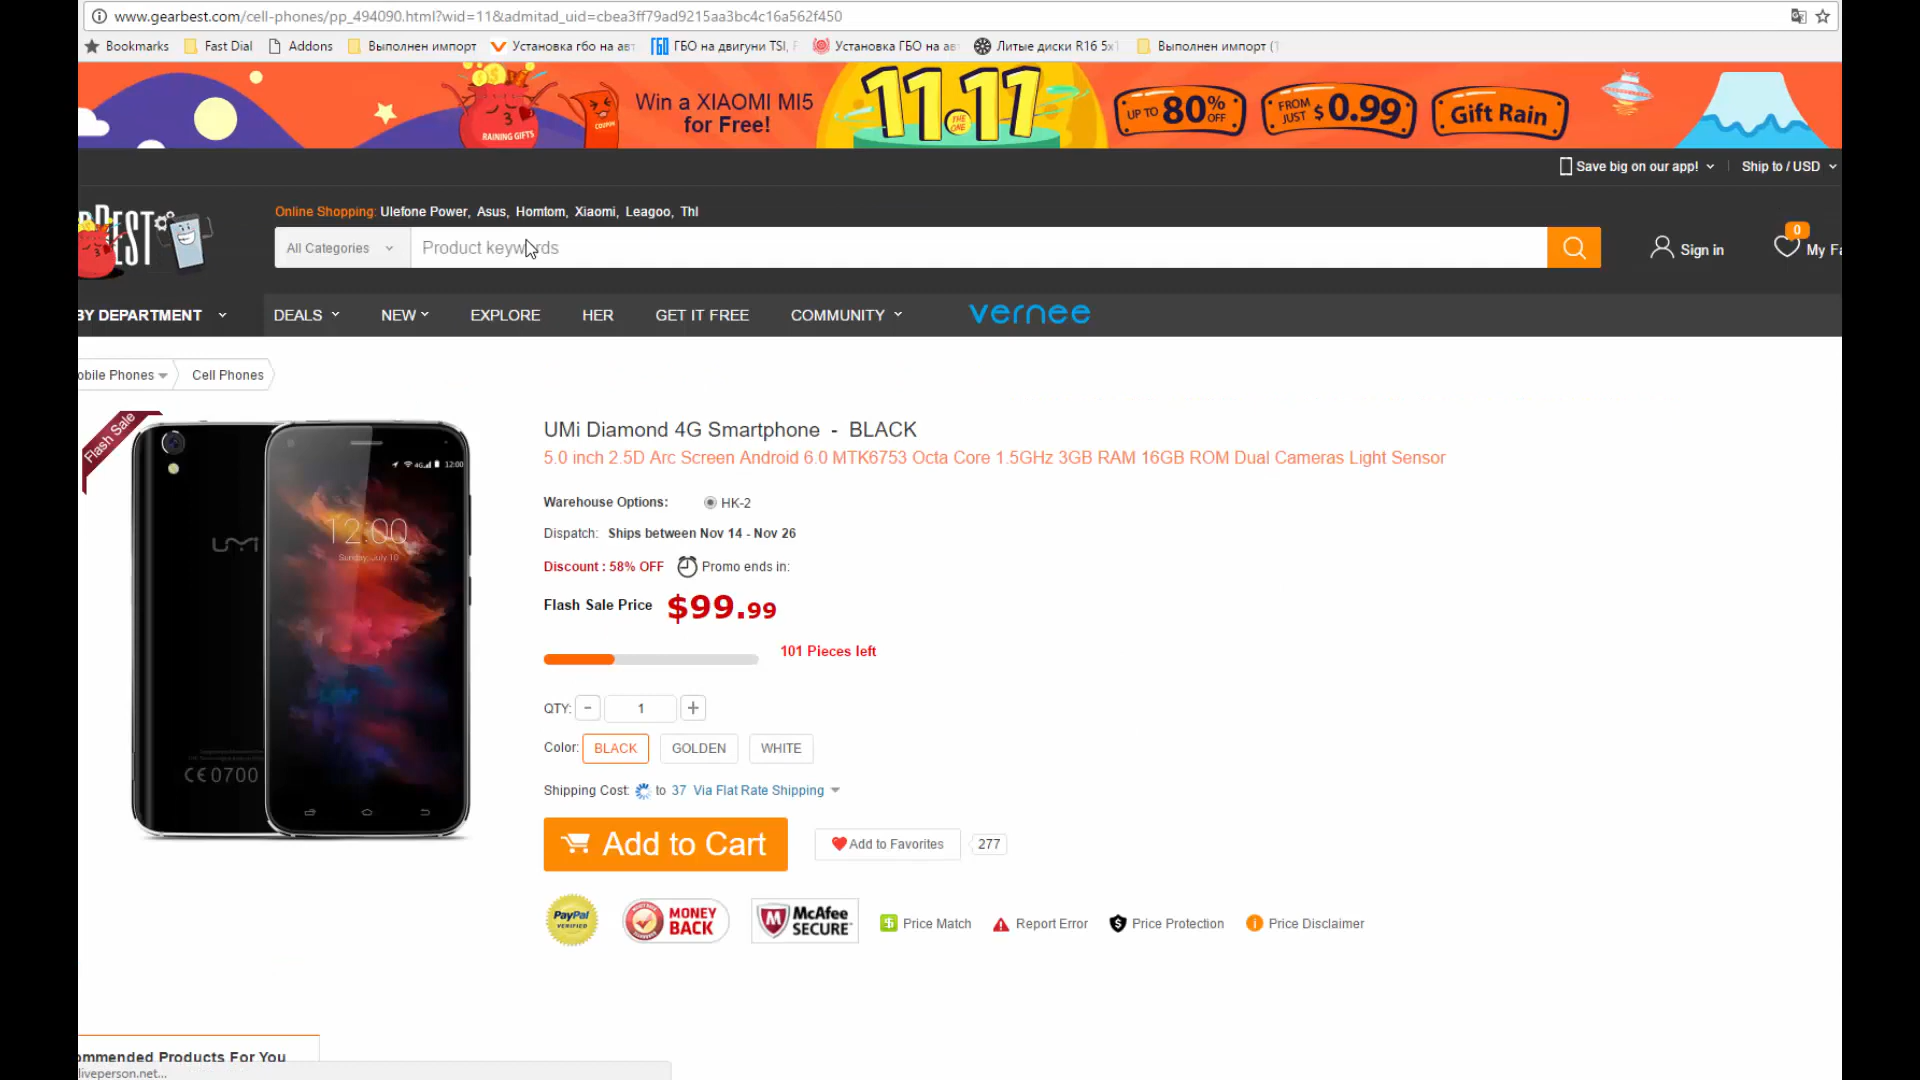 www.gearbest.com/cell-phones/pp_494090.html?wid=11&admitad_uid=cbea3ff79ad9215aa3bc4c16a562f450
Bookmarks Fast Dial Addons Выполнен импорт Установка гбо на авт ГБО на двигуни TSI, F Установка ГБО на ав Литые диски R16 5x1 Выполнен импорт (1
RAINING GIFTS
COUPON
Win a XIAOMI MI5
for Free!
11.11
THE ONE
UP TO 80% OFF
FROM JUST $0.99
Gift Rain
Save big on our app! Ship to / USD
Online Shopping: Ulefone Power, Asus, Homtom, Xiaomi, Leagoo, Thl
All Categories Product keywords
Sign in
0
My Fa
BY DEPARTMENT DEALS NEW EXPLORE HER GET IT FREE COMMUNITY vernee
obile Phones Cell Phones
Flash Sale
4G 12:00
12:00
Sunday, July 10
UMI
CE0700
UMi Diamond 4G Smartphone - BLACK
5.0 inch 2.5D Arc Screen Android 6.0 MTK6753 Octa Core 1.5GHz 3GB RAM 16GB ROM Dual Cameras Light Sensor
Warehouse Options: HK-2
Dispatch: Ships between Nov 14 - Nov 26
Discount : 58% OFF Promo ends in:
Flash Sale Price $99.99
101 Pieces left
QTY: - 1 +
Color: BLACK GOLDEN WHITE
Shipping Cost: to 37 Via Flat Rate Shipping
Add to Cart Add to Favorites 277
PayPal VERIFIED
MONEY BACK
McAfee SECURE
Price Match Report Error Price Protection Price Disclaimer
ommended Products For You
liveperson.net...